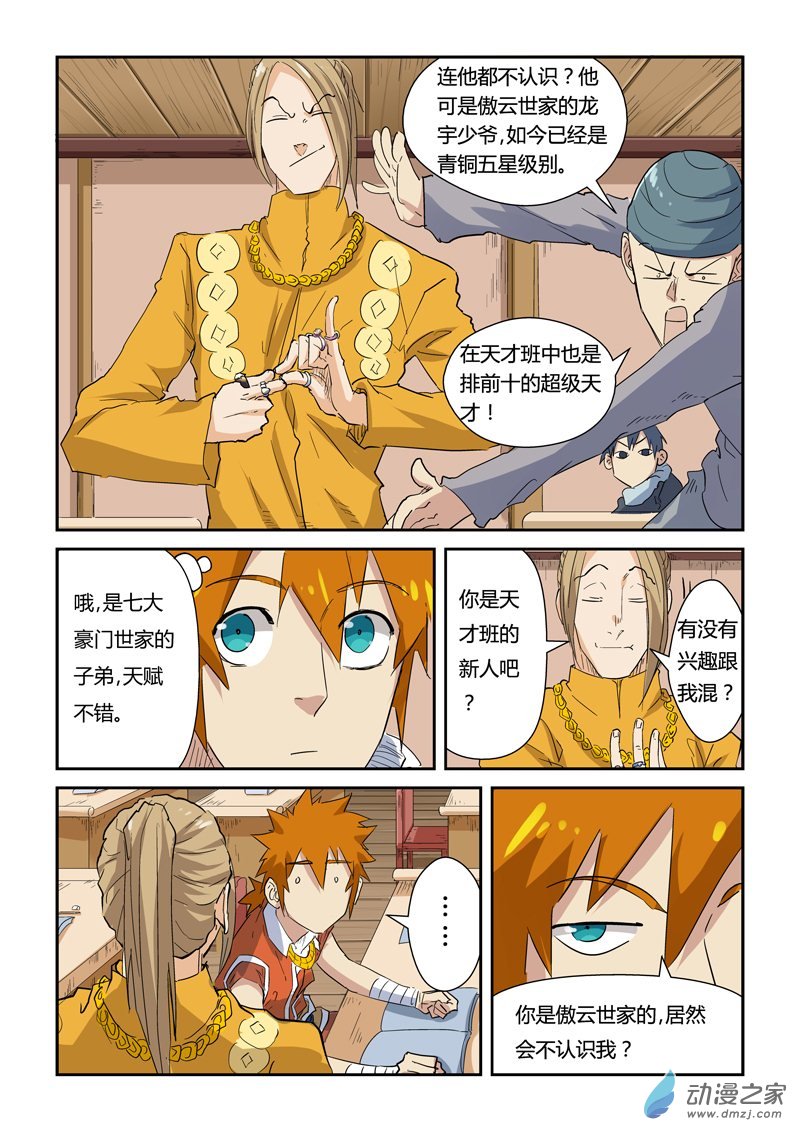 连他都不认识？他
可是傲云世家的龙
宇少爷，如今已经是
青铜五星级别。
在天才班中也是
排前十的超级天
才！
哦，是七大
豪门世家的
子弟，天赋
不错。
你是天
才班的
新人吧
？
有没有
兴趣跟
我混？
……
你是傲云世家的，居然
会不认识我？
动漫之家
www.dmzj.com